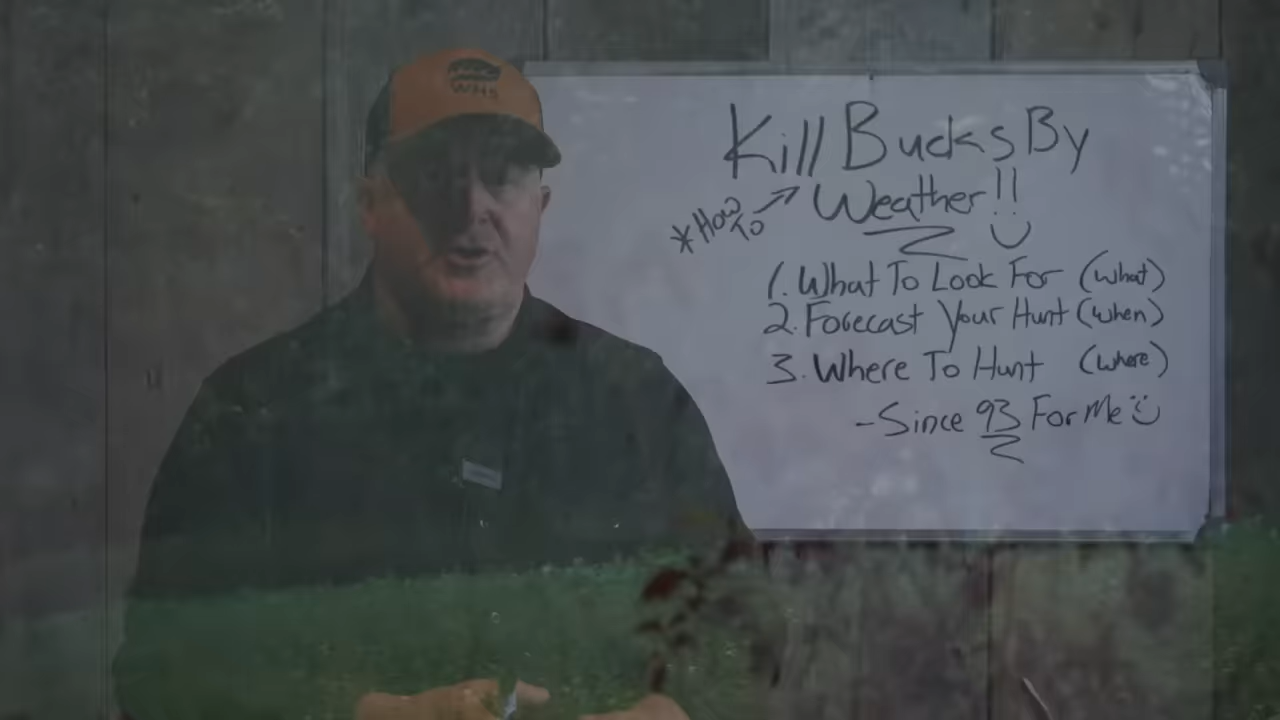 WHS
Kill Bucks By
*How To → Weather!!
1. What To Look For (what)
2. Forecast Your Hunt (when)
3. Where To Hunt (where)
-Since 93 For Me